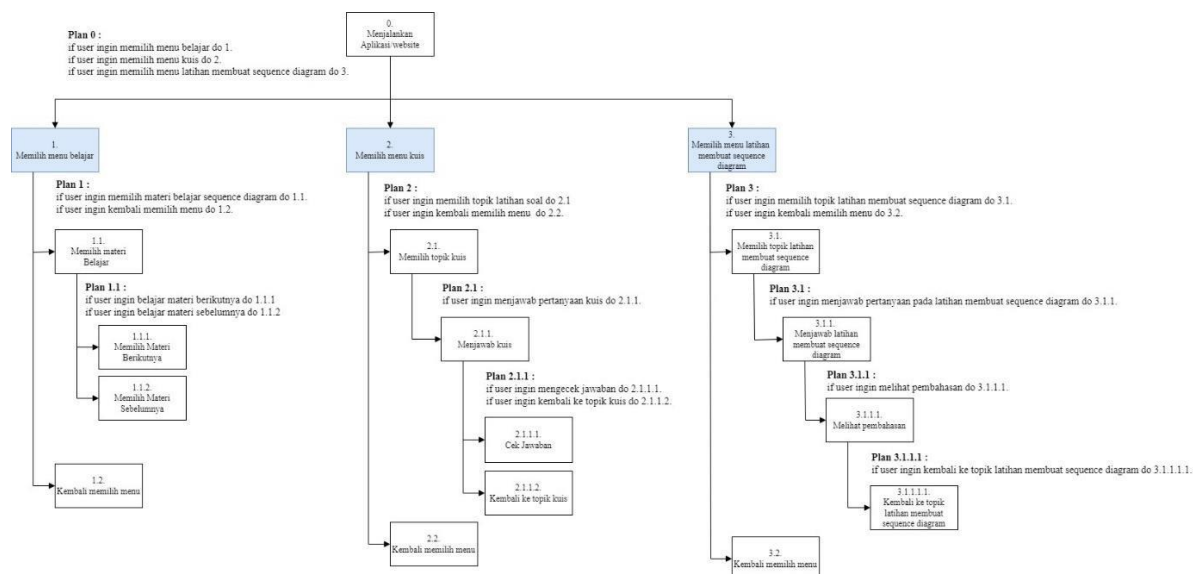 0.
Menjalankan
Aplikasi/website
Plan 0 :
if user ingin memilih menu belajar do 1.
if user ingin memilih menu kuis do 2.
if user ingin memilih menu latihan membuat sequence diagram do 3.
1.
Memilih menu belajar
2.
Memilih menu kuis
3.
Memilih menu latihan
membuat sequence
diagram
Plan 1 :
if user ingin memilih materi belajar sequence diagram do 1.1.
if user ingin kembali memilih menu do 1.2.
1.1.
Memilih materi
Belajar
Plan 1.1 :
if user ingin belajar materi berikutnya do 1.1.1
if user ingin belajar materi sebelumnya do 1.1.2
1.1.1.
Memilih Materi
Berikutnya
1.1.2.
Memilih Materi
Sebelumnya
1.2.
Kembali memilih menu
Plan 2 :
if user ingin memilih topik latihan soal do 2.1
if user ingin kembali memilih menu do 2.2.
2.1.
Memilih topik kuis
Plan 2.1 :
if user ingin menjawab pertanyaan kuis do 2.1.1.
2.1.1.
Menjawab kuis
Plan 2.1.1 :
if user ingin mengecek jawaban do 2.1.1.1.
if user ingin kembali ke topik kuis do 2.1.1.2.
2.1.1.1.
Cek Jawaban
2.1.1.2.
Kembali ke topik kuis
2.2.
Kembali memilih menu
Plan 3 :
if user ingin memilih topik latihan membuat sequence diagram do 3.1.
if user ingin kembali memilih menu do 3.2.
3.1.
Memilih topik latihan
membuat sequence
diagram
Plan 3.1 :
if user ingin menjawab pertanyaan pada latihan membuat sequence diagram do 3.1.1.
3.1.1.
Menjawab latihan
membuat sequence
diagram
Plan 3.1.1 :
if user ingin melihat pembahasan do 3.1.1.1.
3.1.1.1.
Melihat pembahasan
Plan 3.1.1.1 :
if user ingin kembali ke topik latihan membuat sequence diagram do 3.1.1.1.1.
3.1.1.1.1.
Kembali ke topik
latihan membuat
sequence diagram
3.2.
Kembali memilih menu